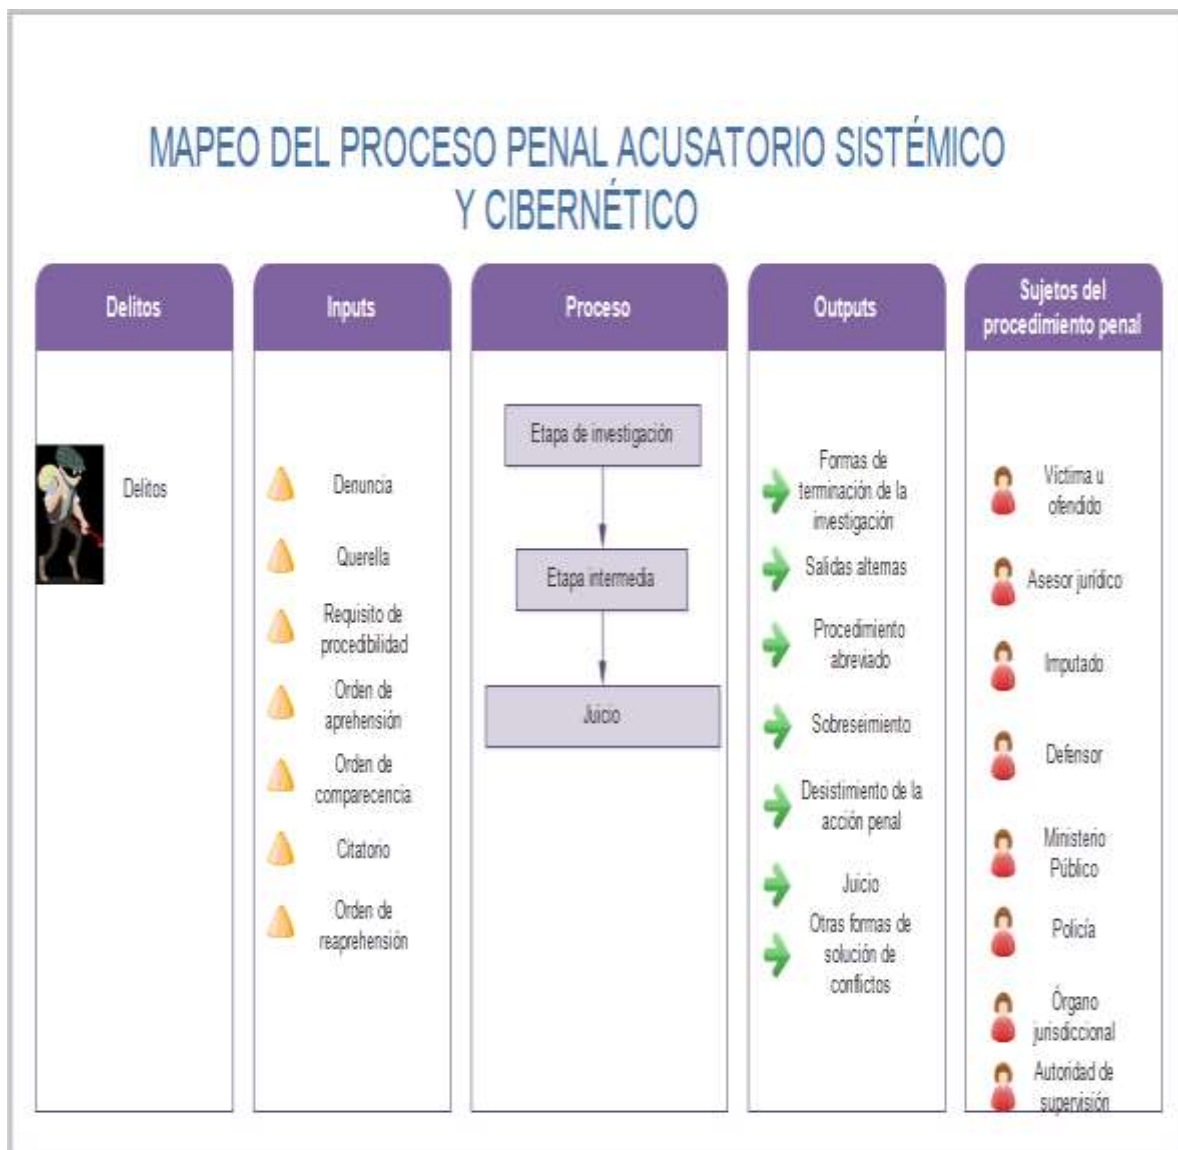 MAPEO DEL PROCESO PENAL ACUSATORIO SISTÉMICO
Y CIBERNÉTICO
Delitos
Delitos
Inputs
Denuncia
Querella
Requisito de
procedibilidad
Orden de
aprehensión
Orden de
comparecencia
Citatorio
Orden de
reaprehensión
Proceso
Etapa de investigación
Etapa intermedia
Juicio
Outputs
Formas de
terminación de la
investigación
Salidas alternas
Procedimiento
abreviado
Sobreseimiento
Desistimiento de la
acción penal
Juicio
Otras formas de
solución de
conflictos
Sujetos del
procedimiento penal
Víctima u
ofendido
Asesor jurídico
Imputado
Defensor
Ministerio
Público
Policía
Órgano
jurisdiccional
Autoridad de
supervisión